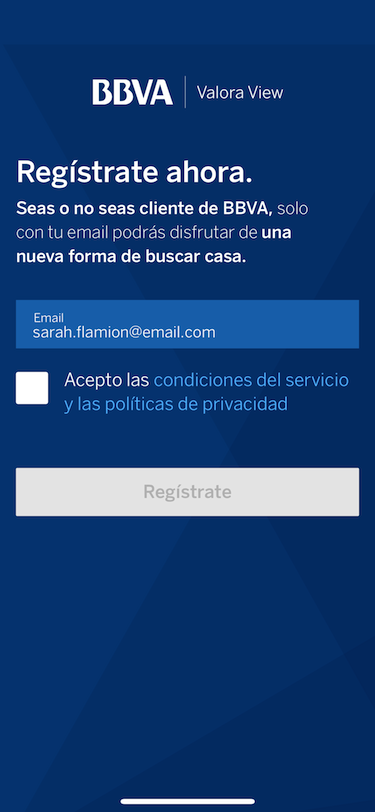 BBVA Valora View
Regístrate ahora.
Seas o no seas cliente de BBVA, solo
con tu email podrás disfrutar de una
nueva forma de buscar casa.
Email
sarah.flamion@email.com
Acepto las condiciones del servicio
y las políticas de privacidad
Regístrate